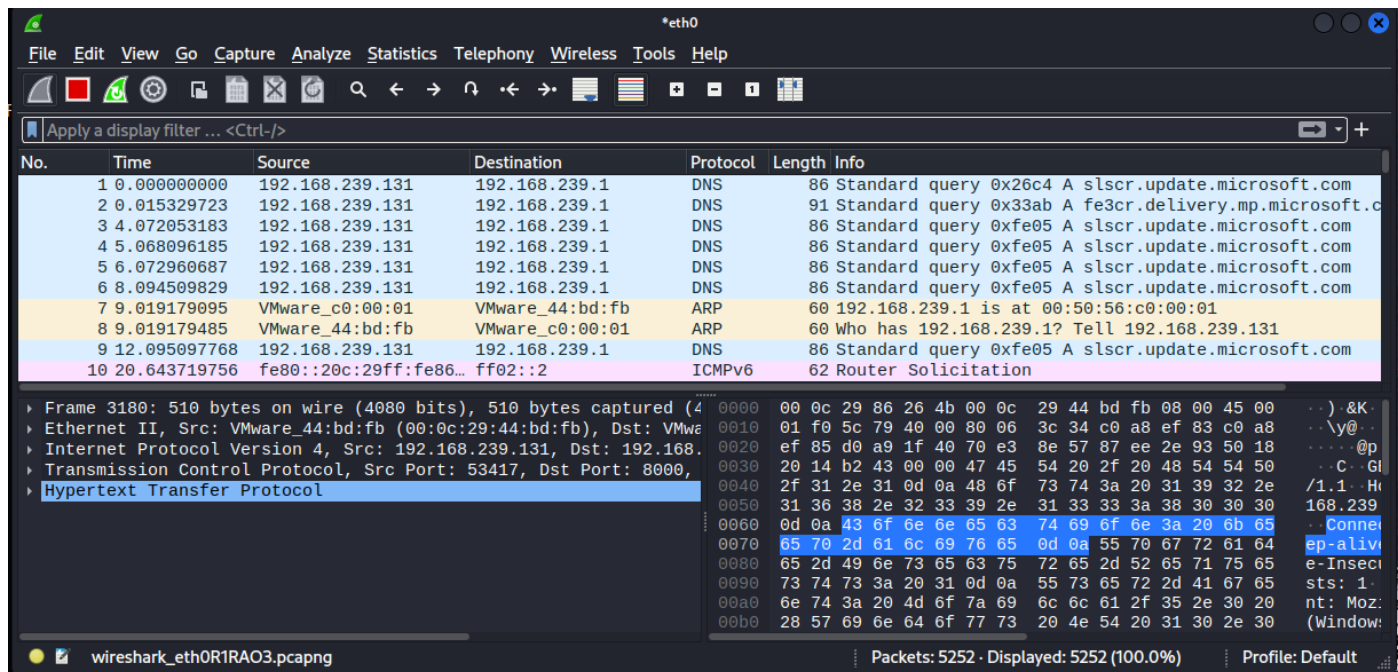 *eth0
File Edit View Go Capture Analyze Statistics Telephony Wireless Tools Help
Apply a display filter … <Ctrl-/>
No. Time Source Destination Protocol Length Info
1 0.000000000 192.168.239.131 192.168.239.1 DNS 86 Standard query 0x26c4 A slscr.update.microsoft.com
2 0.015329723 192.168.239.131 192.168.239.1 DNS 91 Standard query 0x33ab A fe3cr.delivery.mp.microsoft.c
3 4.072053183 192.168.239.131 192.168.239.1 DNS 86 Standard query 0xfe05 A slscr.update.microsoft.com
4 5.068096185 192.168.239.131 192.168.239.1 DNS 86 Standard query 0xfe05 A slscr.update.microsoft.com
5 6.072960687 192.168.239.131 192.168.239.1 DNS 86 Standard query 0xfe05 A slscr.update.microsoft.com
6 8.094509829 192.168.239.131 192.168.239.1 DNS 86 Standard query 0xfe05 A slscr.update.microsoft.com
7 9.019179095 VMware_c0:00:01 VMware_44:bd:fb ARP 60 192.168.239.1 is at 00:50:56:c0:00:01
8 9.019179485 VMware_44:bd:fb VMware_c0:00:01 ARP 60 Who has 192.168.239.1? Tell 192.168.239.131
9 12.095097768 192.168.239.131 192.168.239.1 DNS 86 Standard query 0xfe05 A slscr.update.microsoft.com
10 20.643719756 fe80::20c:29ff:fe86… ff02::2 ICMPv6 62 Router Solicitation
Frame 3180: 510 bytes on wire (4080 bits), 510 bytes captured (4
Ethernet II, Src: VMware_44:bd:fb (00:0c:29:44:bd:fb), Dst: VMwa
Internet Protocol Version 4, Src: 192.168.239.131, Dst: 192.168.
Transmission Control Protocol, Src Port: 53417, Dst Port: 8000,
Hypertext Transfer Protocol
0000 00 0c 29 86 26 4b 00 0c 29 44 bd fb 08 00 45 00 ··)·&K·
0010 01 f0 5c 79 40 00 80 06 3c 34 c0 a8 ef 83 c0 a8 ··\y@··
0020 ef 85 d0 a9 1f 40 70 e3 8e 57 87 ee 2e 93 50 18 ·····@p
0030 20 14 b2 43 00 00 47 45 54 20 2f 20 48 54 54 50 ··C··GE
0040 2f 31 2e 31 0d 0a 48 6f 73 74 3a 20 31 39 32 2e /1.1··Ho
0050 31 36 38 2e 32 33 39 2e 31 33 33 3a 38 30 30 30 168.239
0060 0d 0a 43 6f 6e 6e 65 63 74 69 6f 6e 3a 20 6b 65 ··Connec
0070 65 70 2d 61 6c 69 76 65 0d 0a 55 70 67 72 61 64 ep-alive
0080 65 2d 49 6e 73 65 63 75 72 65 2d 52 65 71 75 65 e-Insecu
0090 73 74 73 3a 20 31 0d 0a 55 73 65 72 2d 41 67 65 sts: 1·
00a0 6e 74 3a 20 4d 6f 7a 69 6c 6c 61 2f 35 2e 30 20 nt: Moz
00b0 28 57 69 6e 64 6f 77 73 20 4e 54 20 31 30 2e 30 (Windows
wireshark_eth0R1RAO3.pcapng Packets: 5252 · Displayed: 5252 (100.0%) Profile: Default